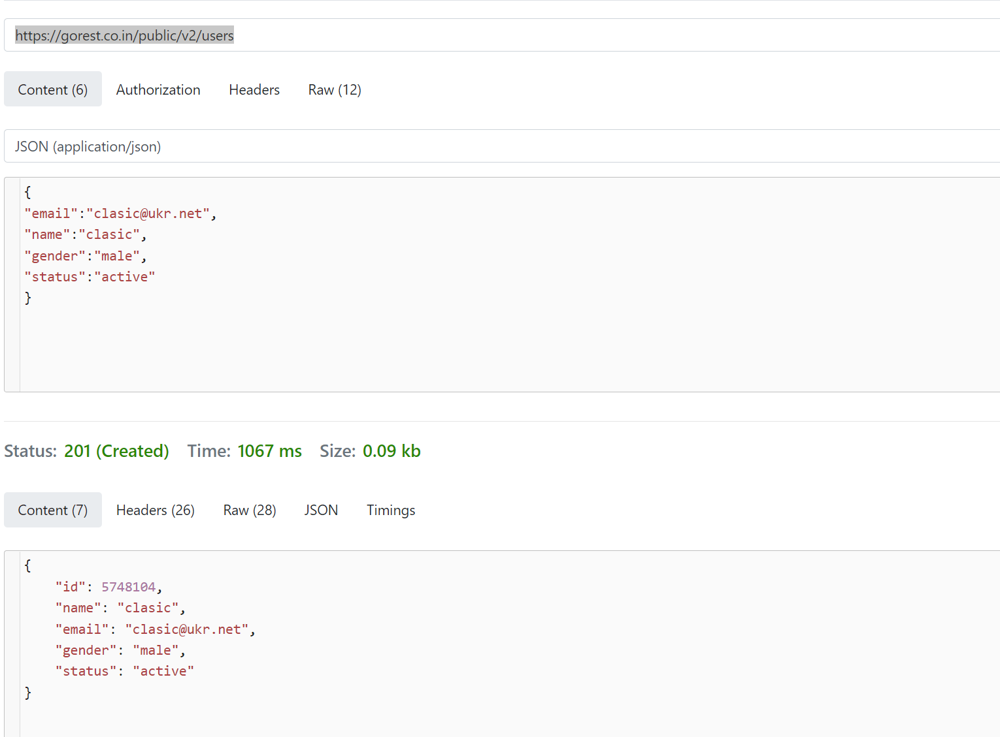 https://gorest.co.in/public/v2/users
Content (6) Authorization Headers Raw (12)
JSON (application/json)
{
"email":"clasic@ukr.net",
"name":"clasic",
"gender":"male",
"status":"active"
}
Status: 201 (Created) Time: 1067 ms Size: 0.09 kb
Content (7) Headers (26) Raw (28) JSON Timings
{
    "id": 5748104,
    "name": "clasic",
    "email": "clasic@ukr.net",
    "gender": "male",
    "status": "active"
}